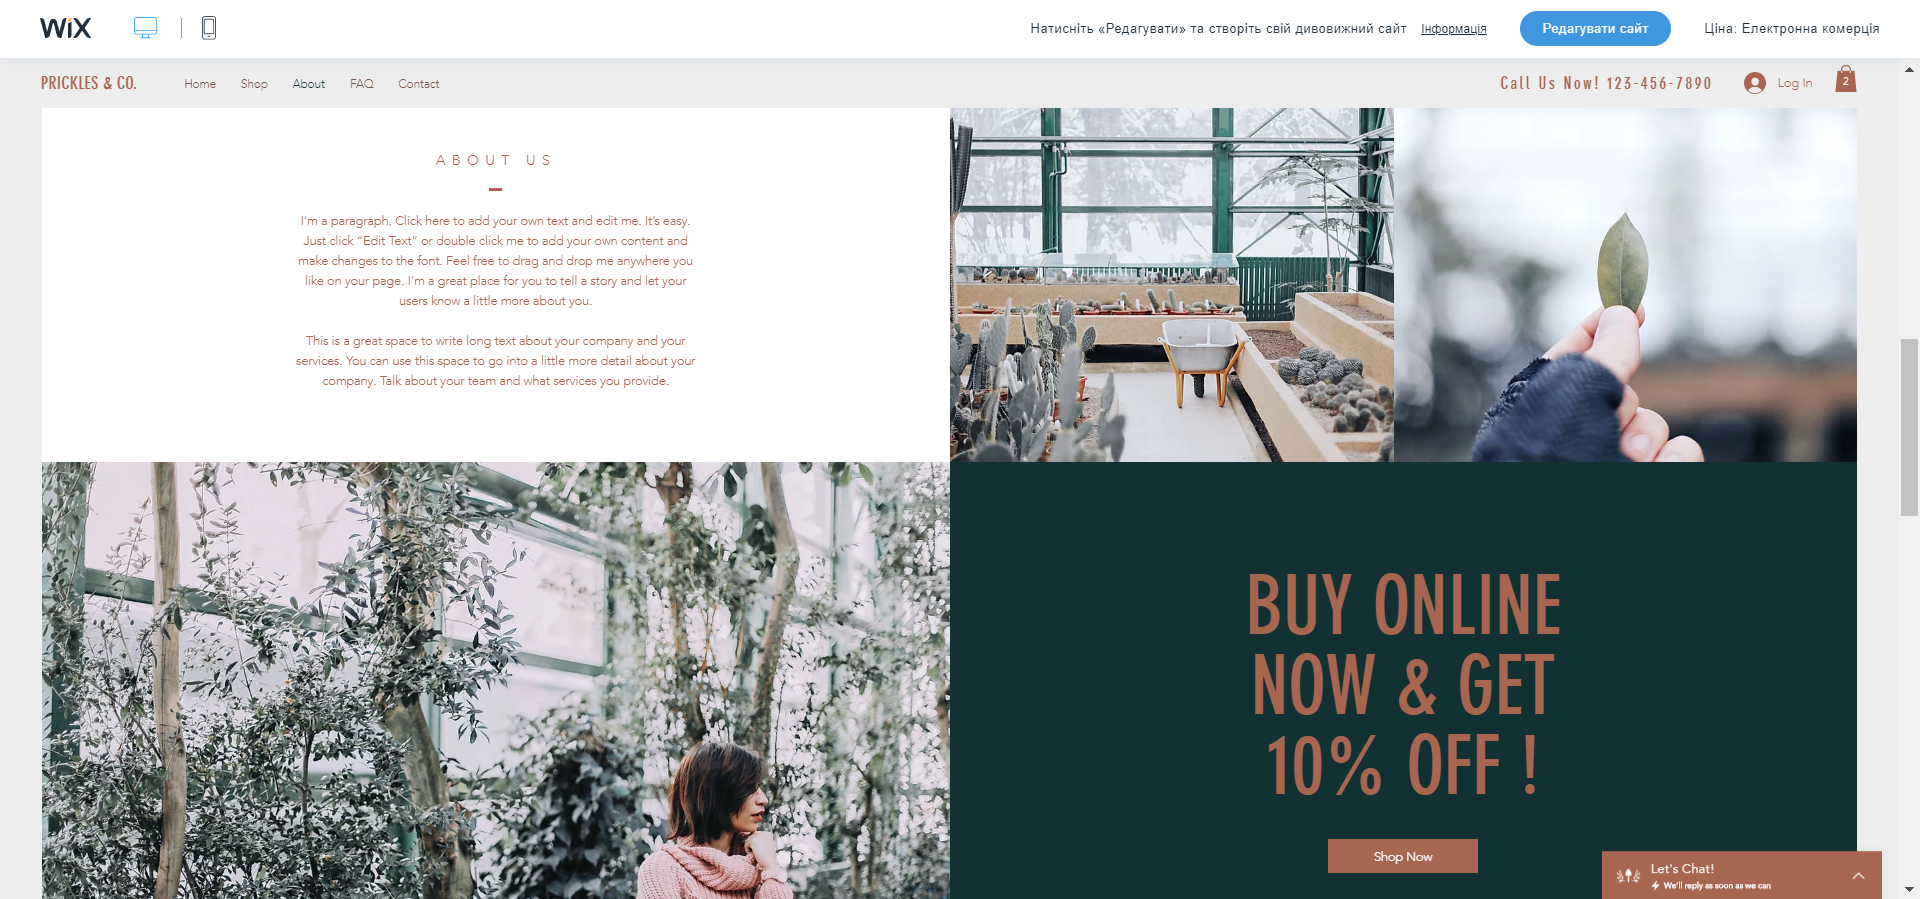 WiX
Натисніть «Редагувати» та створіть свій дивовижний сайт
Інформація
Редагувати сайт
Ціна: Електронна комерція
PRICKLES & CO.
Home
Shop
About
FAQ
Contact
Call Us Now! 123-456-7890
Log In
2
ABOUT US
I'm a paragraph. Click here to add your own text and edit me. It’s easy.
Just click “Edit Text” or double click me to add your own content and
make changes to the font. Feel free to drag and drop me anywhere you
like on your page. I’m a great place for you to tell a story and let your
users know a little more about you.
This is a great space to write long text about your company and your
services. You can use this space to go into a little more detail about your
company. Talk about your team and what services you provide.
BUY ONLINE
NOW & GET
10% OFF !
Shop Now
Let's Chat!
We'll reply as soon as we can